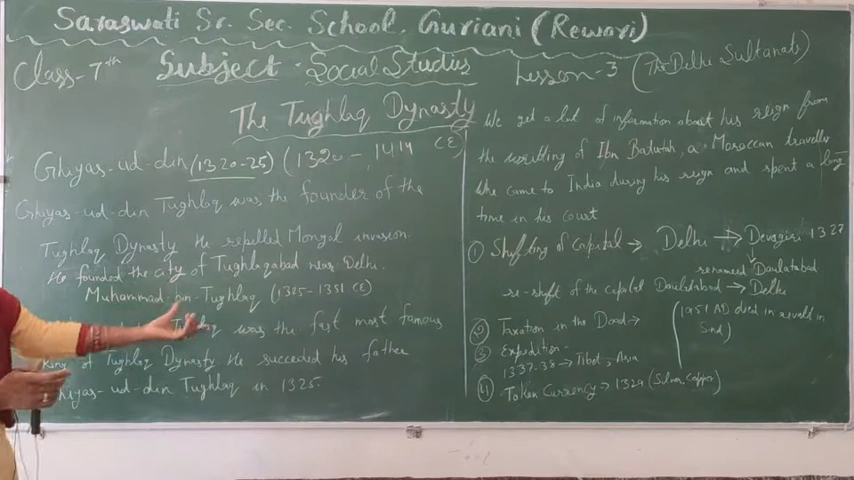 Saraswati Sr. Sec. School. Guriani (Rewari)
Class-7th Subject - Social Studies Lesson-3 (The Delhi Sultanats)
The Tughlaq Dynasty
Ghiyas-ud-din (1320-25) (1320 - 1414 CE)
Ghiyas-ud-din Tughlaq was the founder of the
Tughlaq Dynasty He repelled Mongol invasion.
He founded the city of Tughlaqabad near Delhi.
Muhammad-bin-Tughlaq (1325-1351 CE)
was the most famous
king of Tughlaq Dynasty He succeded his father
Ghiyas-ud-din Tughlaq in 1325.
We get a lot of information about his reign from
the writting of Ibn Batutah, a Moroccan traveller
who came to India during his reign and spent a long
time in his court
① Shifting of Capital → Delhi → Devagiri 1327
renamed Daulatabad
re-shift of the capital Daulatabad → Delhi
② Taxation in the Doab →
(1951 AD died in revolt in
Sind)
③ Expedition -
1337-38 → Tibet, Asia
④ Token Currency → 1329 (Silver Copper)